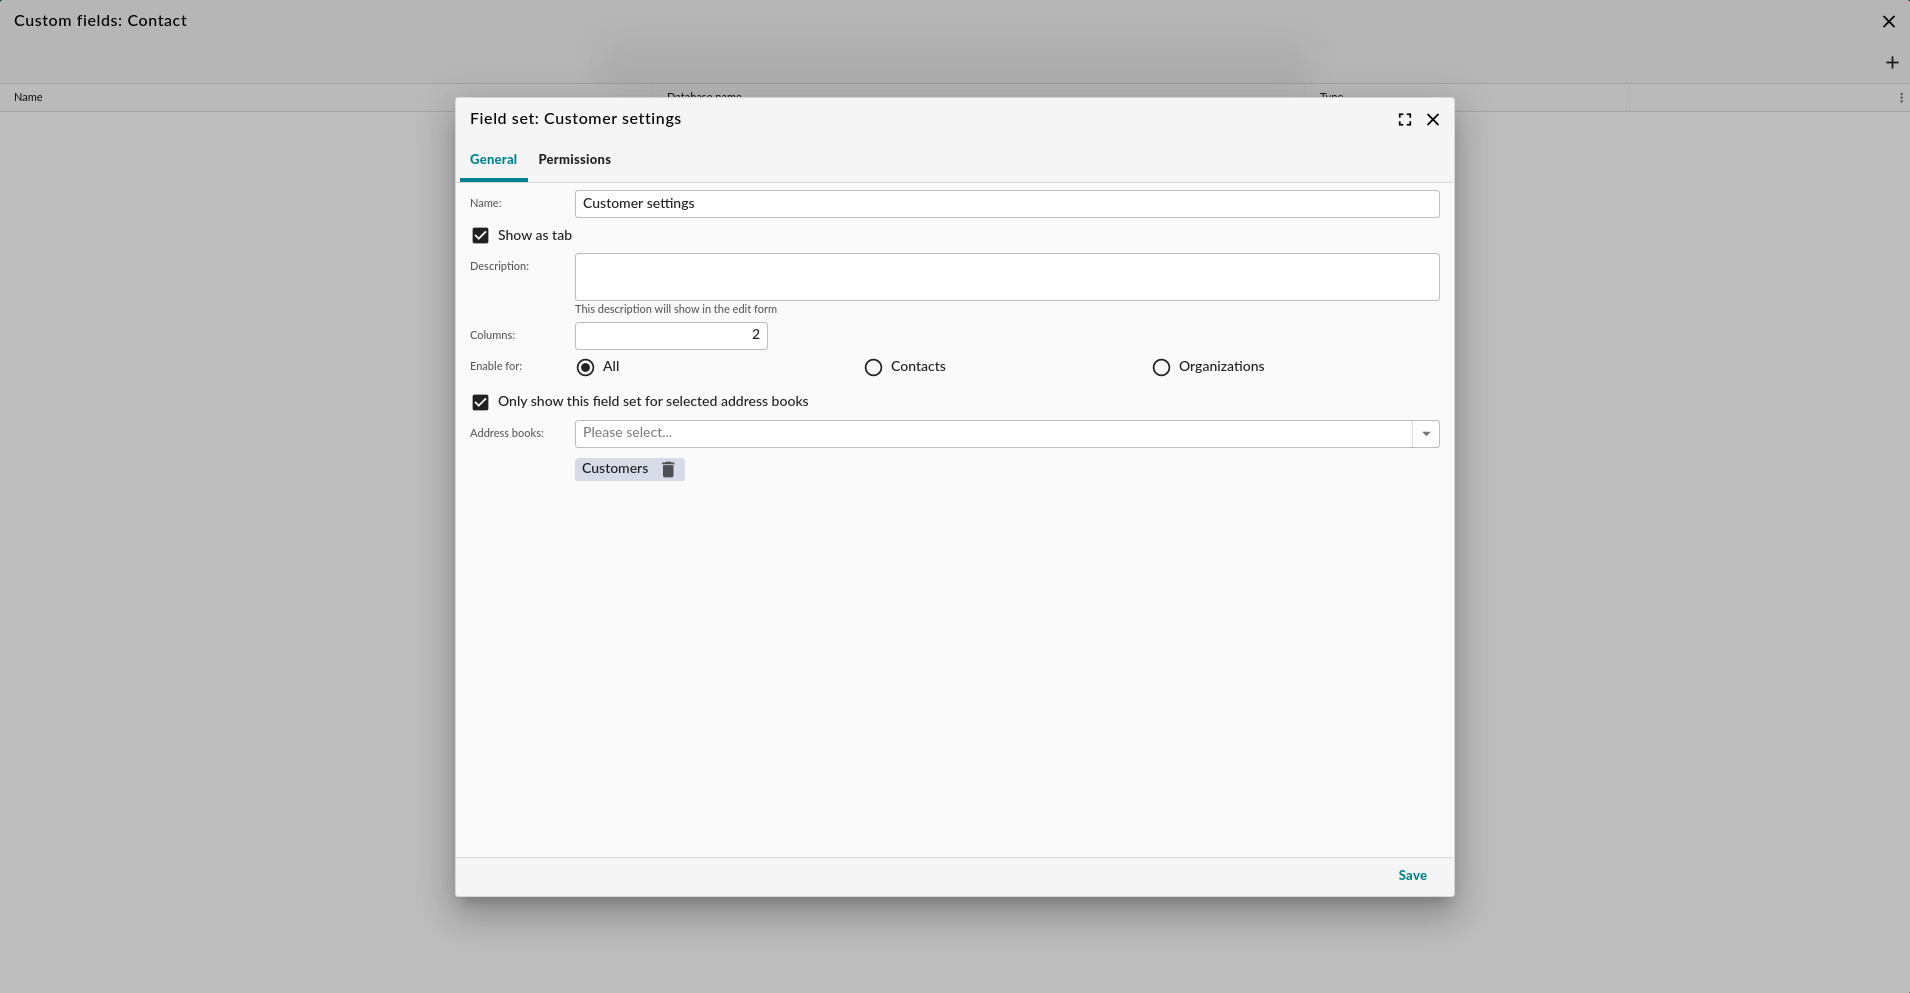 Custom fields: Contact
Name Database name Type
Field set: Customer settings
General Permissions
Name: Customer settings
Show as tab
Description:
This description will show in the edit form
Columns: 2
Enable for: All Contacts Organizations
Only show this field set for selected address books
Address books: Please select...
Customers
Save